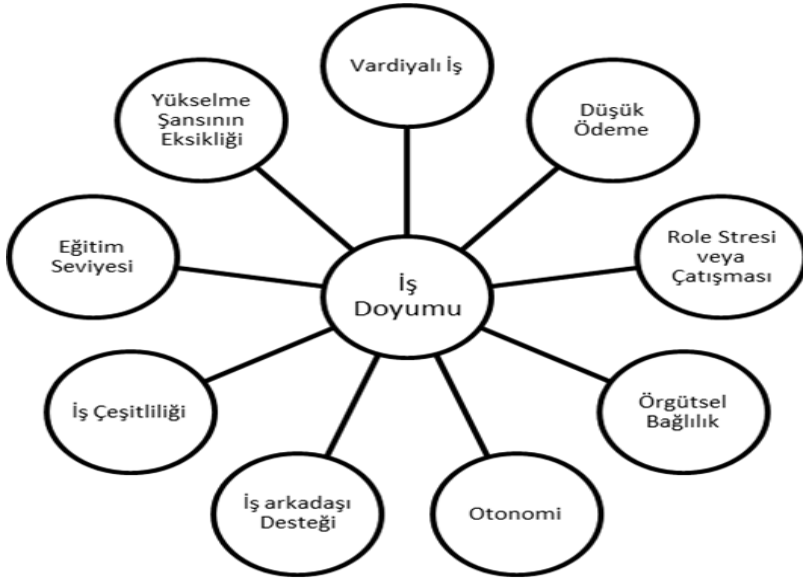 Vardiyalı İş
Düşük
Ödeme
Role Stresi
veya
Çatışması
Örgütsel
Bağlılık
Otonomi
İş arkadaşı
Desteği
İş Çeşitliliği
Eğitim
Seviyesi
Yükselme
Şansının
Eksikliği
İş
Doyumu